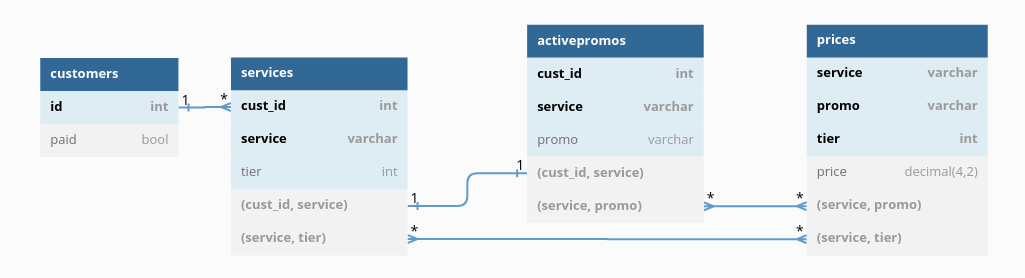 customers
id int
paid bool
1 *
services
cust_id int
service varchar
tier int
(cust_id, service)
(service, tier)
1 1
activepromos
cust_id int
service varchar
promo varchar
(cust_id, service)
(service, promo)
* *
* *
prices
service varchar
promo varchar
tier int
price decimal(4,2)
(service, promo)
(service, tier)